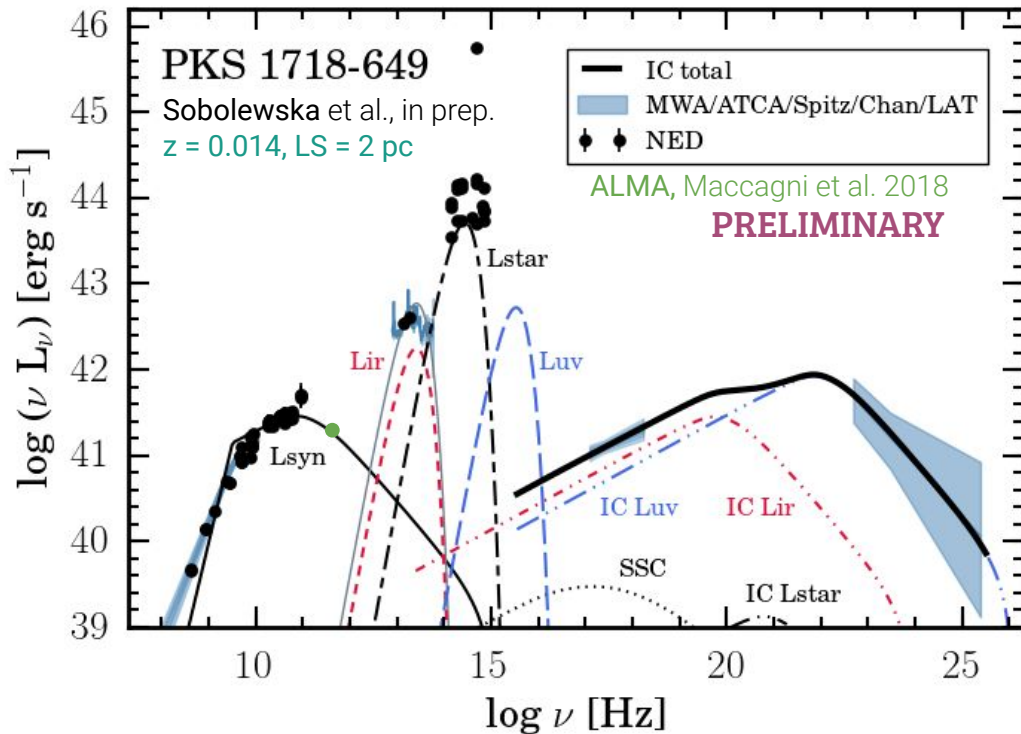 PKS 1718-649
Sobolewska et al., in prep.
z = 0.014, LS = 2 pc
IC total
MWA/ATCA/Spitz/Chan/LAT
NED
ALMA, Maccagni et al. 2018
PRELIMINARY
Lstar
Lir
Luv
Lsyn
IC Luv
IC Lir
SSC
IC Lstar
log (ν Lν) [erg s⁻¹]
46
45
44
43
42
41
40
39
10
15
20
25
log ν [Hz]